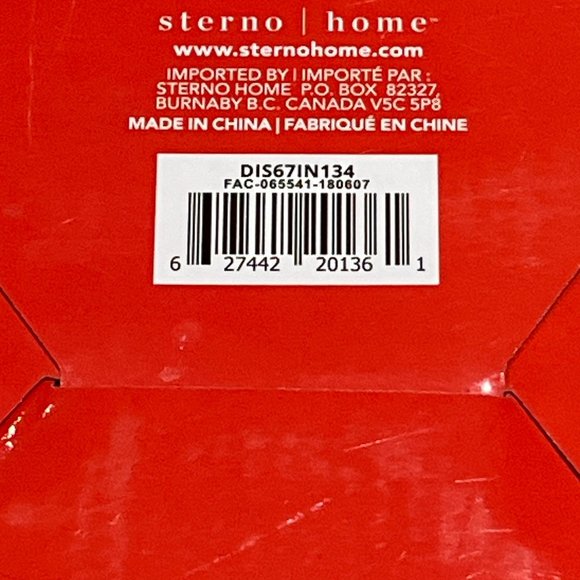 sterno | home™
www.sternohome.com
IMPORTED BY | IMPORTÉ PAR :
STERNO HOME P.O. BOX 82327,
BURNABY B.C. CANADA V5C 5P8
MADE IN CHINA | FABRIQUÉ EN CHINE
DIS67IN134
FAC-065541-180607
6 27442 20136 1